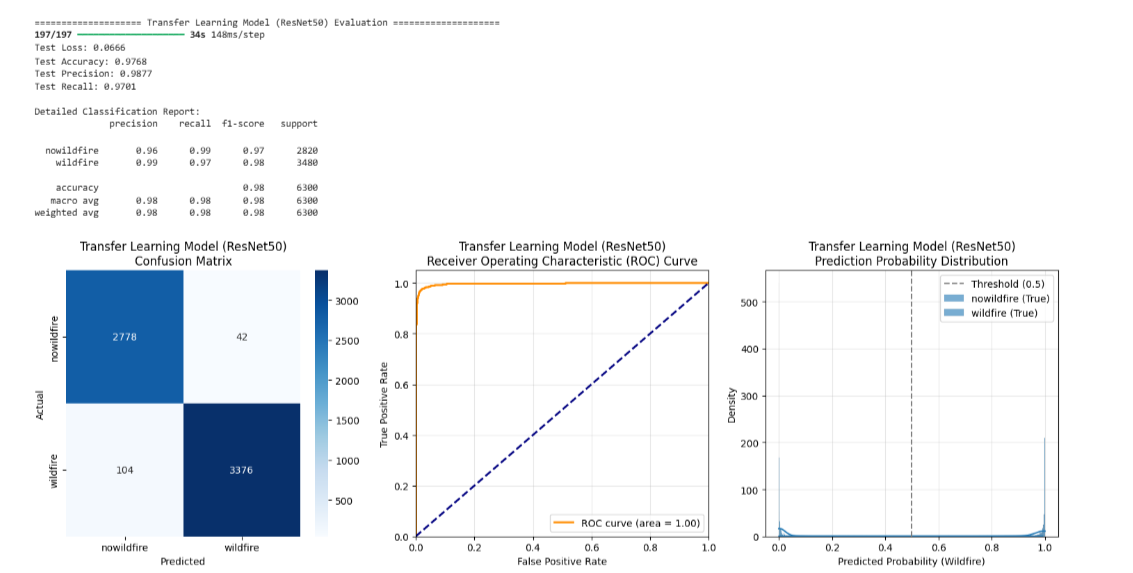 ==================== Transfer Learning Model (ResNet50) Evaluation ====================
197/197 ━━━━━━━━━━━━━━━━━━━━ 34s 148ms/step
Test Loss: 0.0666
Test Accuracy: 0.9768
Test Precision: 0.9877
Test Recall: 0.9701
Detailed Classification Report:
precision recall f1-score support
nowildfire 0.96 0.99 0.97 2820
wildfire 0.99 0.97 0.98 3480
accuracy 0.98 6300
macro avg 0.98 0.98 0.98 6300
weighted avg 0.98 0.98 0.98 6300
Transfer Learning Model (ResNet50)
Confusion Matrix
2778
42
104
3376
nowildfire
wildfire
Actual
nowildfire
wildfire
Predicted
3000
2500
2000
1500
1000
500
Transfer Learning Model (ResNet50)
Receiver Operating Characteristic (ROC) Curve
True Positive Rate
1.0
0.8
0.6
0.4
0.2
0.0
ROC curve (area = 1.00)
0.0 0.2 0.4 0.6 0.8 1.0
False Positive Rate
Transfer Learning Model (ResNet50)
Prediction Probability Distribution
Threshold (0.5)
nowildfire (True)
wildfire (True)
Density
500
400
300
200
100
0
0.0 0.2 0.4 0.6 0.8 1.0
Predicted Probability (Wildfire)